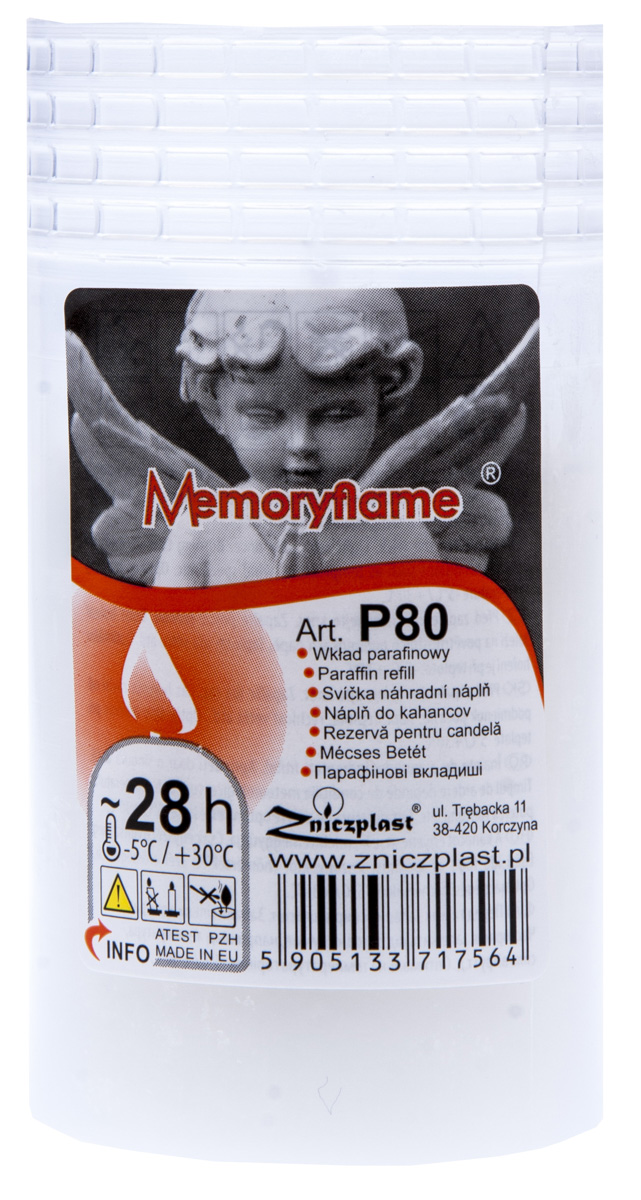 Memoryflame ®
Art. P80
Wkład parafinowy
Paraffin refill
Svíčka náhradní náplň
Náplň do kahancov
Rezervă pentru candelă
Mécses Betét
Парафінові вкладиші
~28 h
-5°C / +30°C
INFO
ATEST PZH
MADE IN EU
Zniczplast ®
ul. Trębacka 11
38-420 Korczyna
www.zniczplast.pl
5 905133 717564